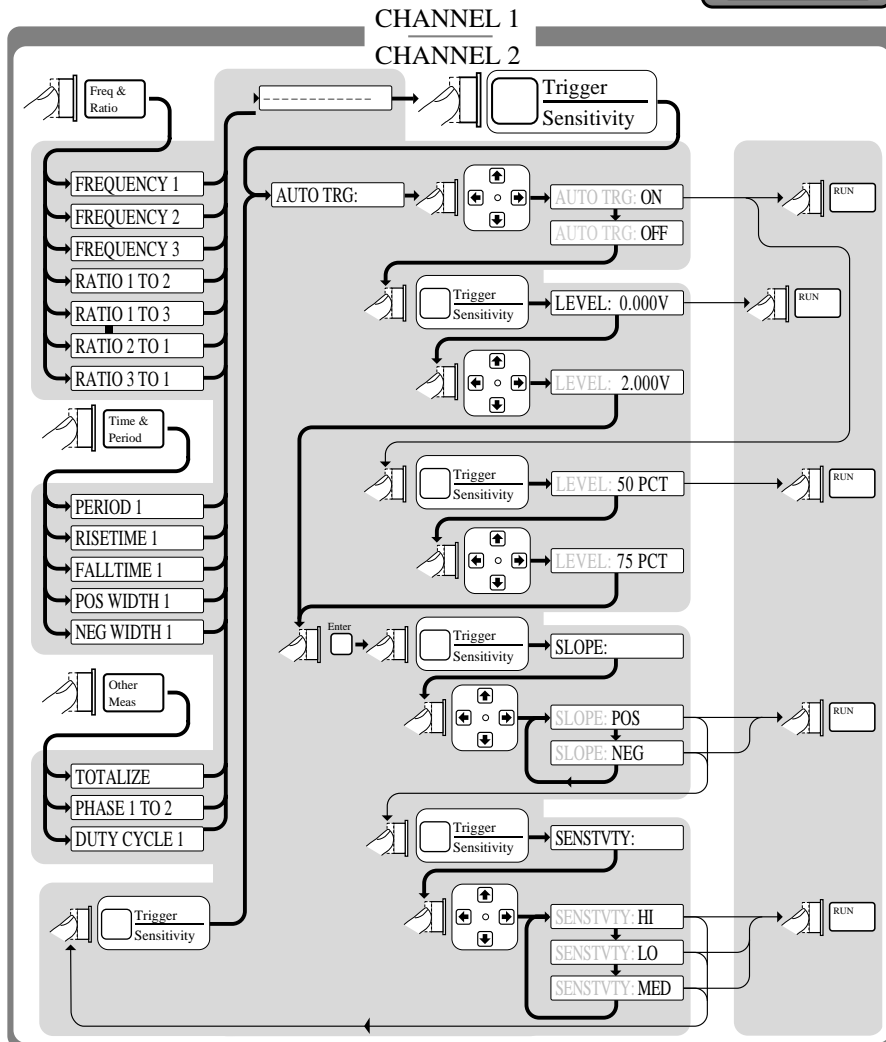 CHANNEL 1
CHANNEL 2
Freq &
Ratio
------------
Trigger
Sensitivity
FREQUENCY 1
FREQUENCY 2
FREQUENCY 3
RATIO 1 TO 2
RATIO 1 TO 3
RATIO 2 TO 1
RATIO 3 TO 1
AUTO TRG:
AUTO TRG: ON
AUTO TRG: OFF
RUN
Trigger
Sensitivity
LEVEL: 0.000V
RUN
LEVEL: 2.000V
Time &
Period
PERIOD 1
RISETIME 1
FALLTIME 1
POS WIDTH 1
NEG WIDTH 1
Trigger
Sensitivity
LEVEL: 50 PCT
RUN
LEVEL: 75 PCT
Enter
Trigger
Sensitivity
SLOPE:
SLOPE: POS
SLOPE: NEG
RUN
Other
Meas
TOTALIZE
PHASE 1 TO 2
DUTY CYCLE 1
Trigger
Sensitivity
SENSTVTY:
Trigger
Sensitivity
SENSTVTY: HI
SENSTVTY: LO
SENSTVTY: MED
RUN